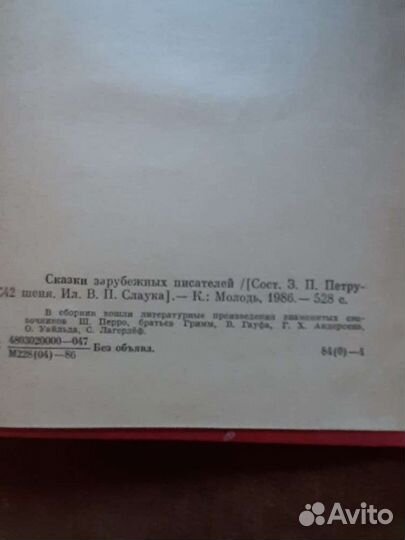 Сказки зарубежных писателей /[Сост. З. П. Петру-
С42 шеня. Ил. В. П. Слаука].— К.: Молодь, 1986.— 528 с.
В сборник вошли литературные произведения знаменитых ска-
зочников Ш. Перро, братьев Гримм, В. Гауфа, Г. Х. Андерсена,
О. Уайльда, С. Лагерлёф.
4803020000—047
М228(04)—86
Без объявл.
84(0)—4
Avito